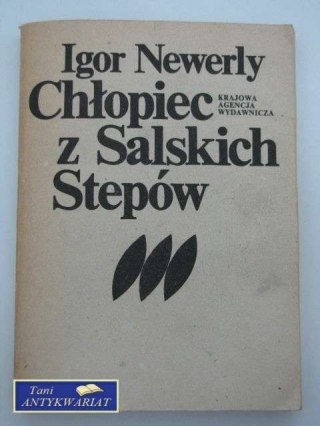 Igor Newerly
Chłopiec
KRAJOWA
AGENCJA
WYDAWNICZA
z Salskich
Stepów
Tani
ANTYKWARIAT